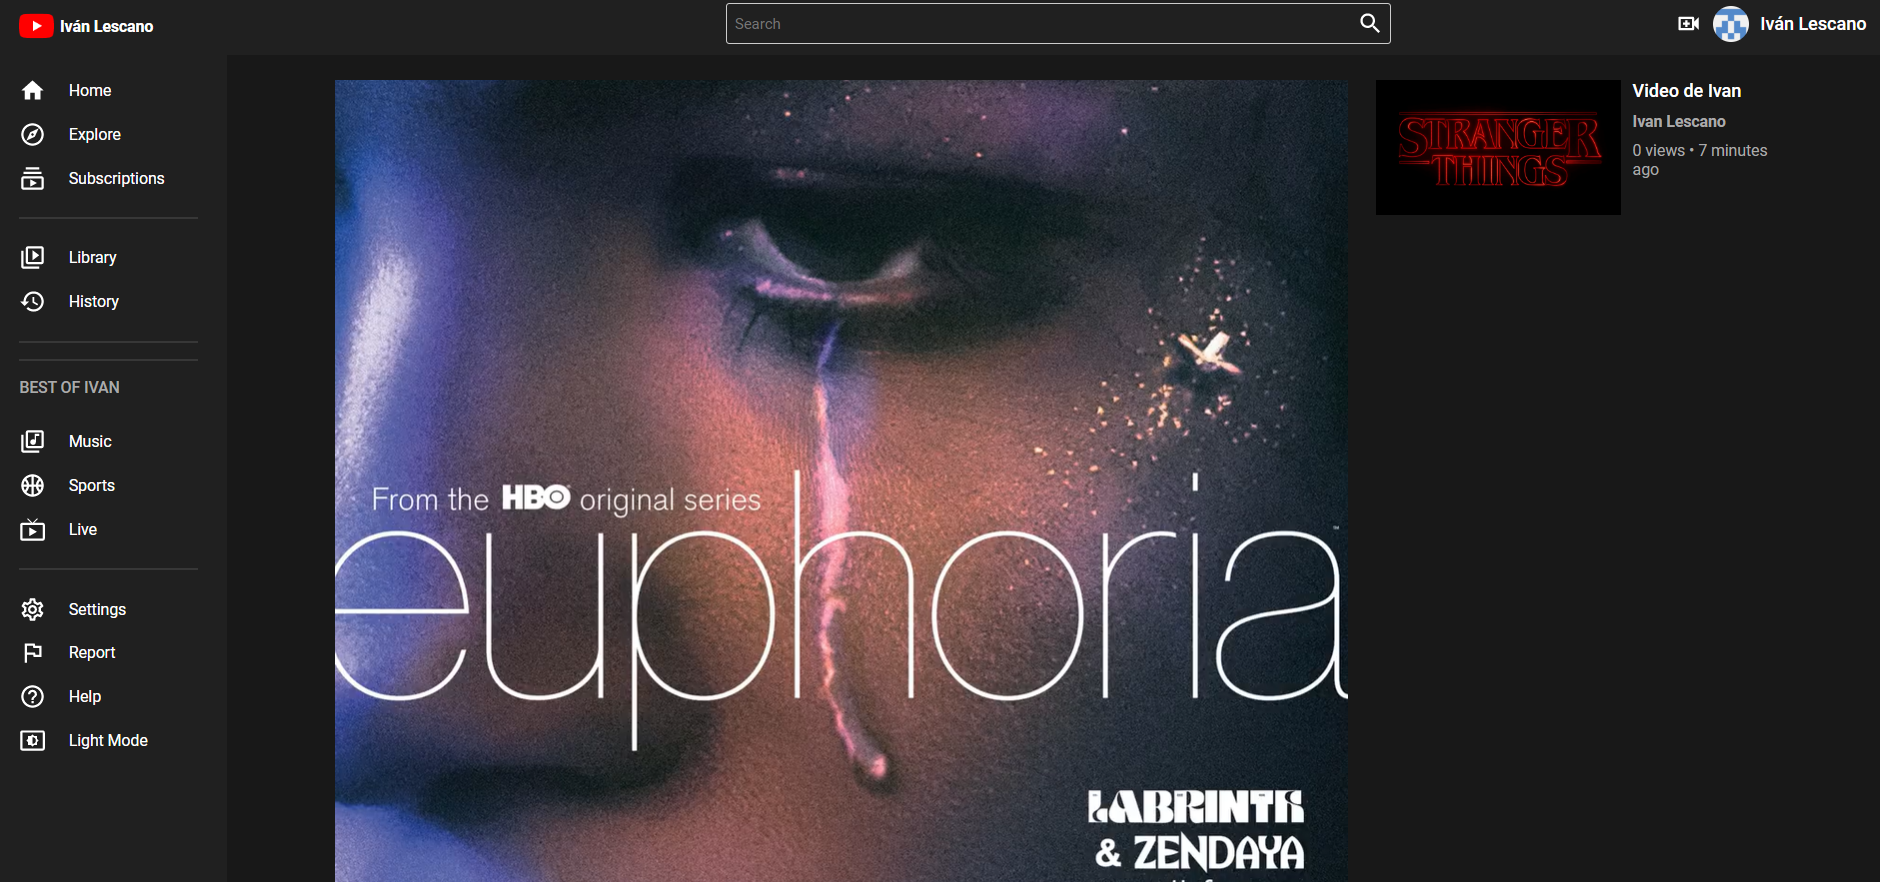 Iván Lescano
Search
Iván Lescano
Home
Explore
Subscriptions
Library
History
BEST OF IVAN
Music
Sports
Live
Settings
Report
Help
Light Mode
From the HBO original series
euphoria
™
LABRINTH
& ZENDAYA
STRANGER
THINGS
Video de Ivan
Ivan Lescano
0 views • 7 minutes
ago